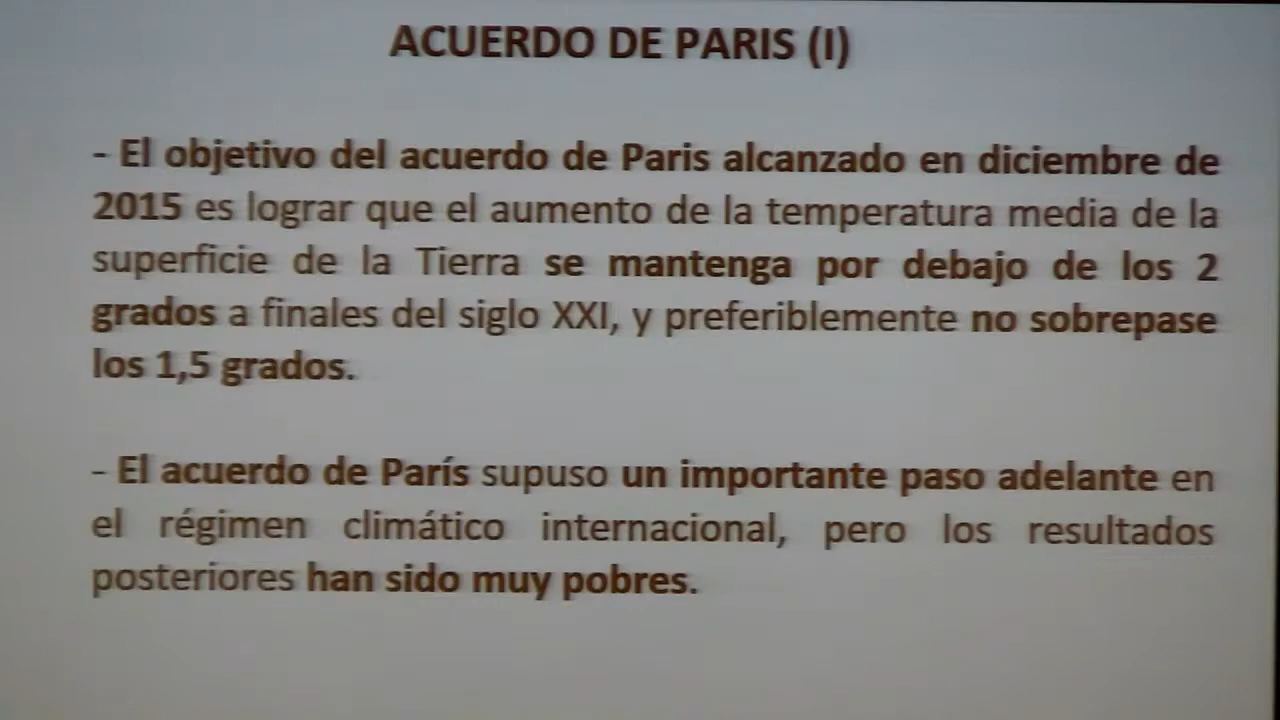 ACUERDO DE PARIS (I)
- El objetivo del acuerdo de Paris alcanzado en diciembre de
2015 es lograr que el aumento de la temperatura media de la
superficie de la Tierra se mantenga por debajo de los 2
grados a finales del siglo XXI, y preferiblemente no sobrepase
los 1,5 grados.
- El acuerdo de París supuso un importante paso adelante en
el régimen climático internacional, pero los resultados
posteriores han sido muy pobres.